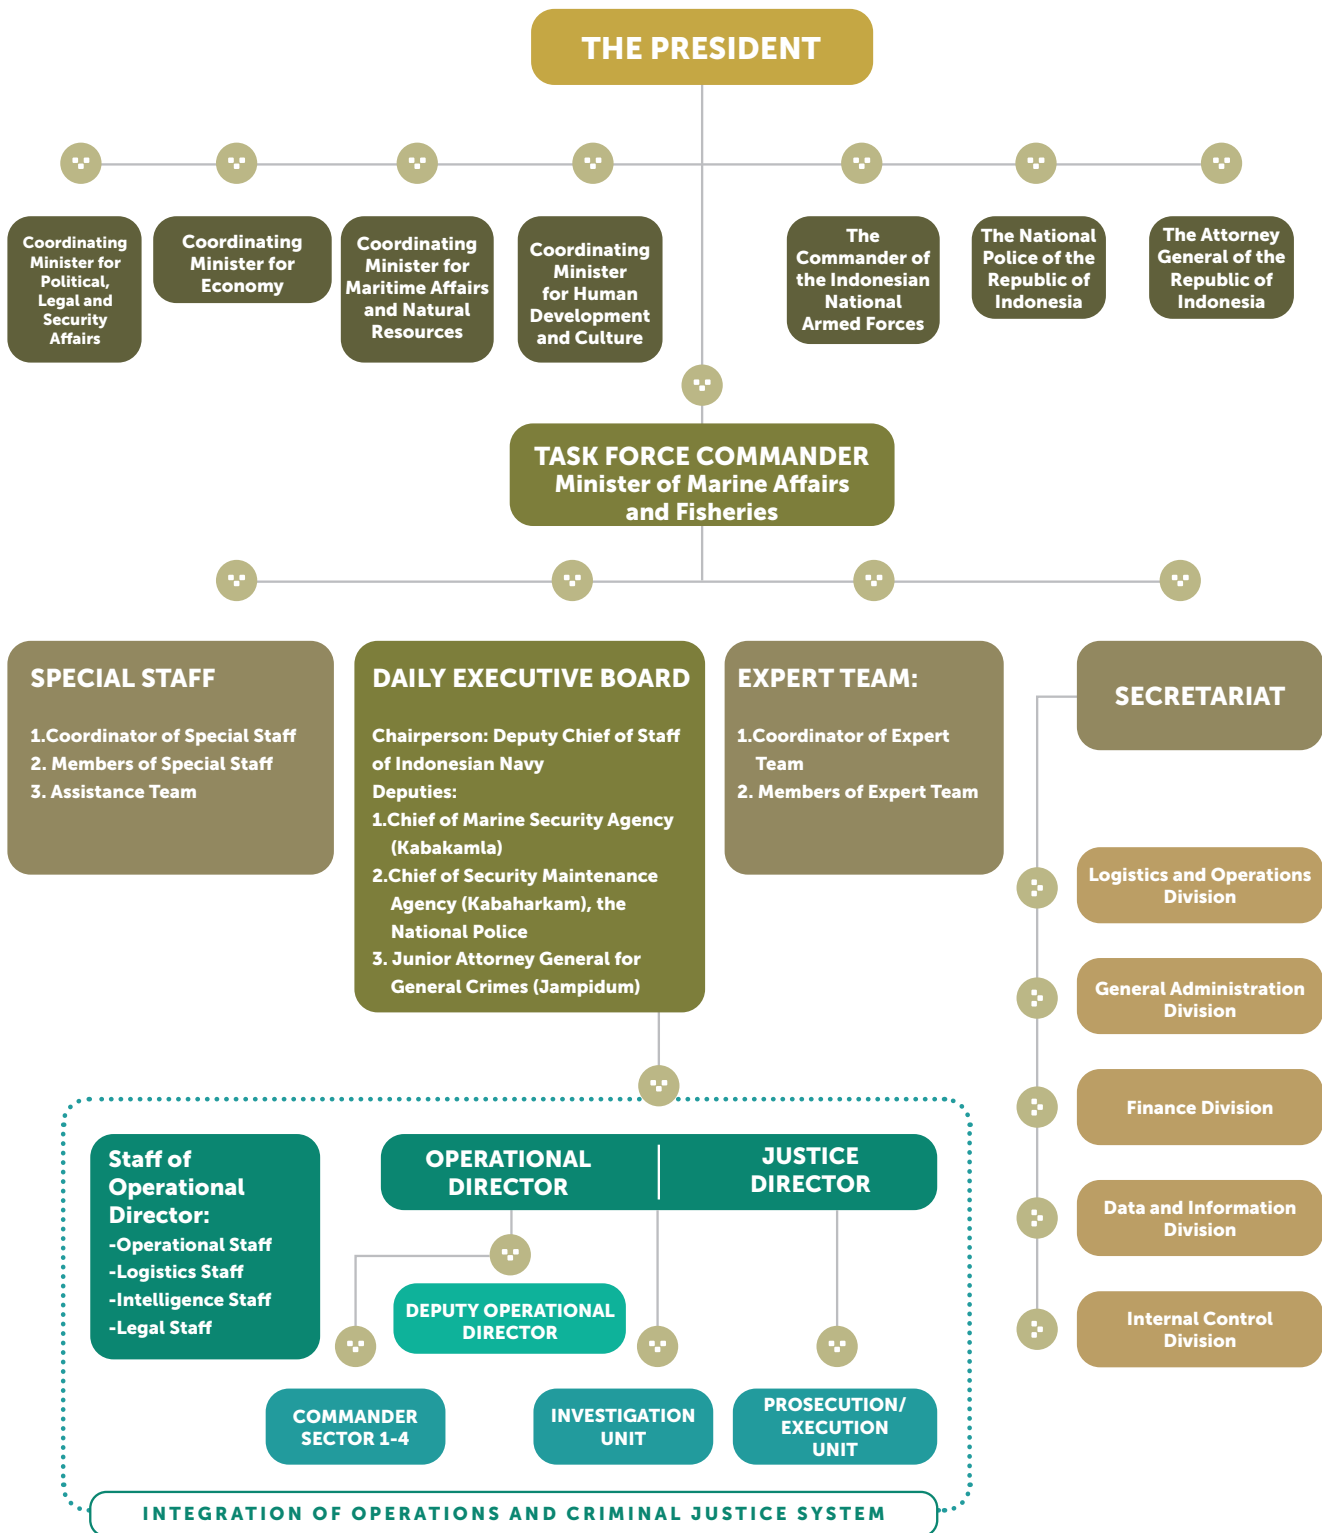 THE PRESIDENT
Coordinating
Minister for
Political,
Legal and
Security
Affairs
Coordinating
Minister for
Economy
Coordinating
Minister for
Maritime Affairs
and Natural
Resources
Coordinating
Minister
for Human
Development
and Culture
The
Commander of
the Indonesian
National
Armed Forces
The National
Police of the
Republic of
Indonesia
The Attorney
General of the
Republic of
Indonesia
TASK FORCE COMMANDER
Minister of Marine Affairs
and Fisheries
SPECIAL STAFF
1.Coordinator of Special Staff
2. Members of Special Staff
3. Assistance Team
DAILY EXECUTIVE BOARD
Chairperson: Deputy Chief of Staff
of Indonesian Navy
Deputies:
1.Chief of Marine Security Agency
(Kabakamla)
2.Chief of Security Maintenance
Agency (Kabaharkam), the
National Police
3. Junior Attorney General for
General Crimes (Jampidum)
EXPERT TEAM:
1.Coordinator of Expert
Team
2. Members of Expert Team
SECRETARIAT
Logistics and Operations
Division
General Administration
Division
Finance Division
Data and Information
Division
Internal Control
Division
Staff of
Operational
Director:
-Operational Staff
-Logistics Staff
-Intelligence Staff
-Legal Staff
OPERATIONAL
DIRECTOR
JUSTICE
DIRECTOR
DEPUTY OPERATIONAL
DIRECTOR
COMMANDER
SECTOR 1-4
INVESTIGATION
UNIT
PROSECUTION/
EXECUTION
UNIT
INTEGRATION OF OPERATIONS AND CRIMINAL JUSTICE SYSTEM